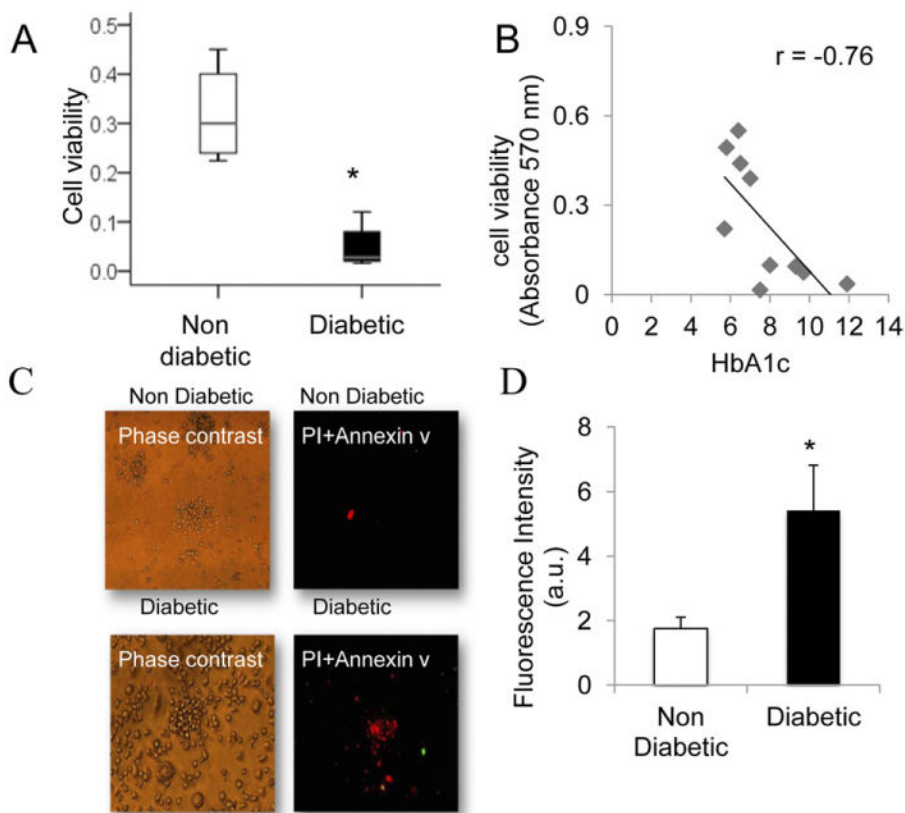 A
Cell viability
0.5
0.4
0.3
0.2
0.1
0.0
*
Non
diabetic
Diabetic
B
cell viability
(Absorbance 570 nm)
0.9
0.6
0.3
0
r = -0.76
0 2 4 6 8 10 12 14
HbA1c
C
Non Diabetic
Non Diabetic
Phase contrast
PI+Annexin v
Diabetic
Diabetic
Phase contrast
PI+Annexin v
D
Fluorescence Intensity
(a.u.)
8
6
4
2
0
*
Non
Diabetic
Diabetic